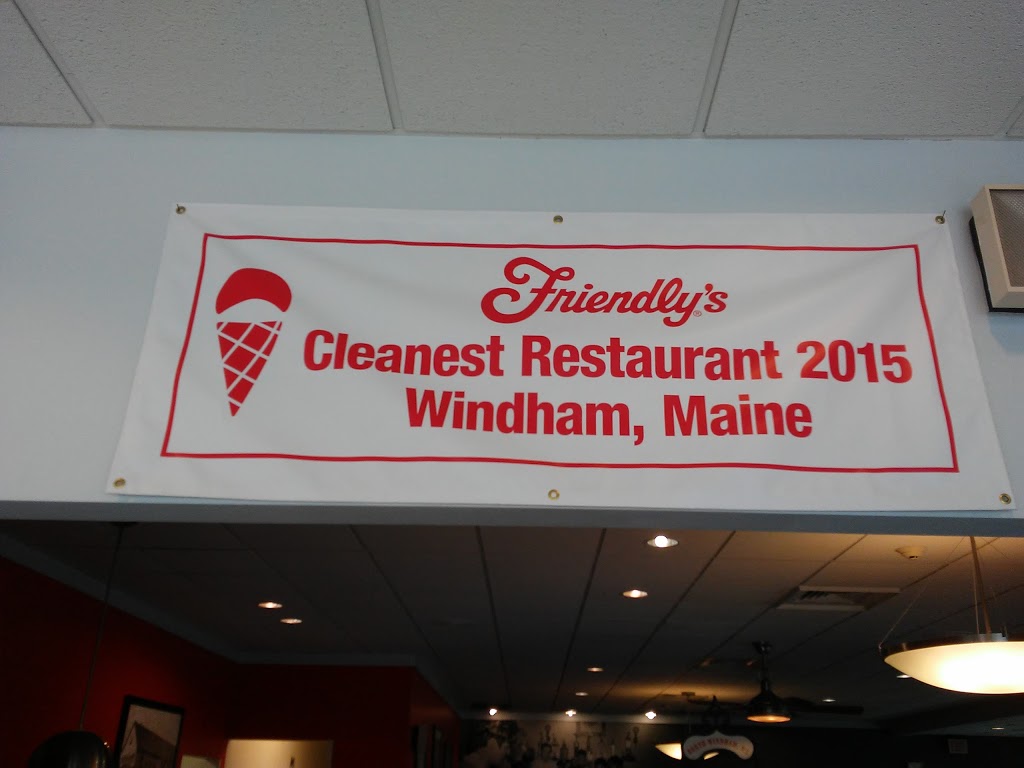 Friendly's®
Cleanest Restaurant 2015
Windham, Maine